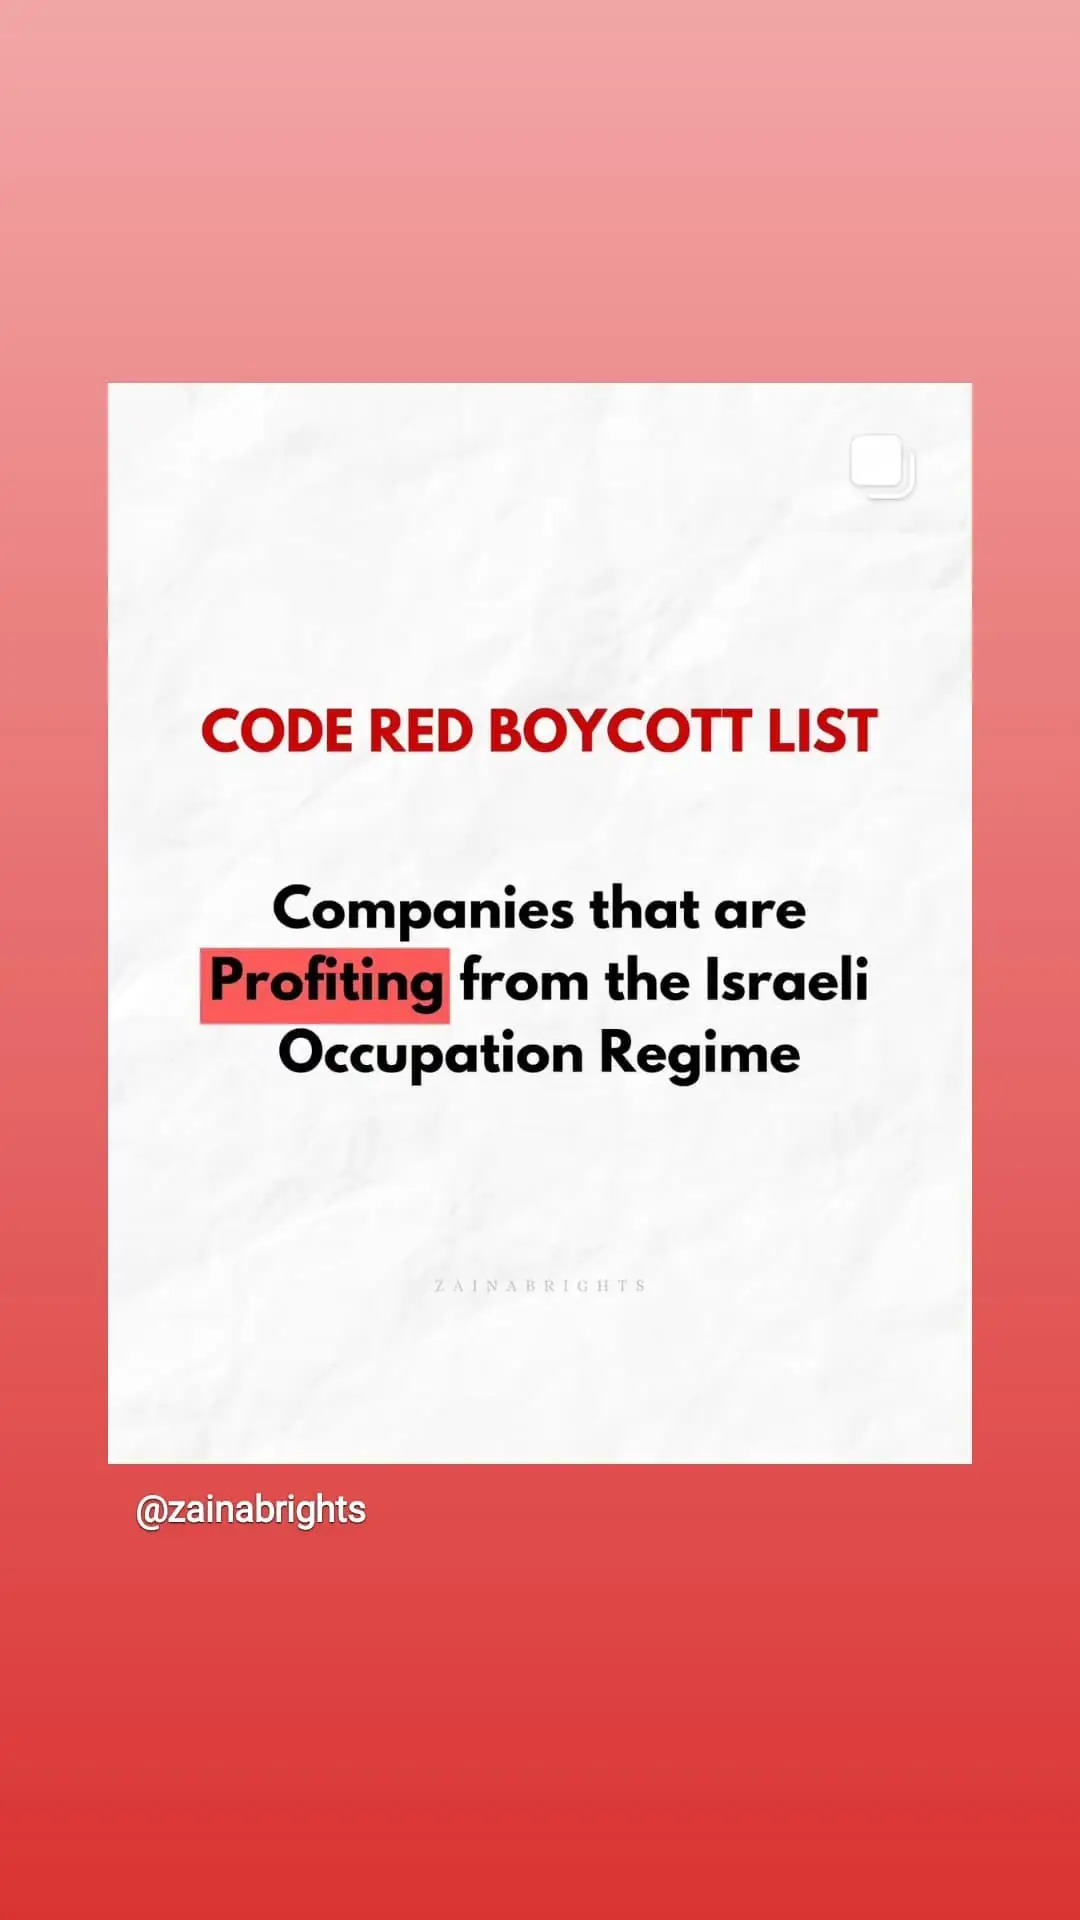 CODE RED BOYCOTT LIST
Companies that are
Profiting from the Israeli
Occupation Regime
ZAINABRIGHTS
@zainabrights